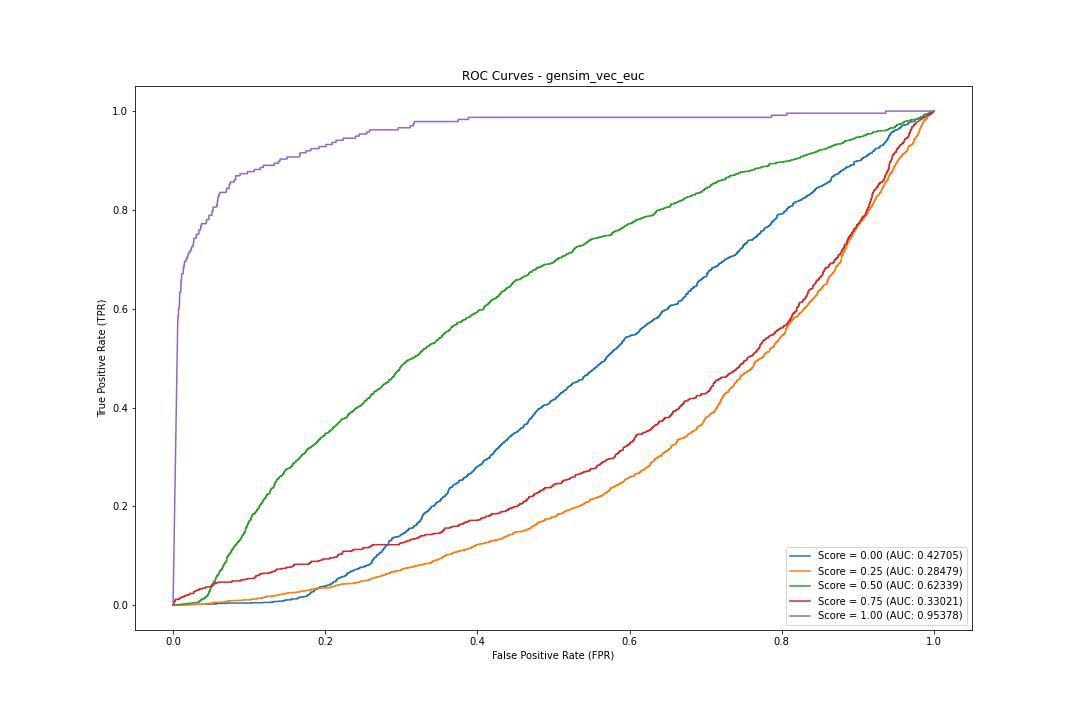 ROC Curves - gensim_vec_euc
True Positive Rate (TPR)
1.0
0.8
0.6
0.4
0.2
0.0
0.0 0.2 0.4 0.6 0.8 1.0
False Positive Rate (FPR)
Score = 0.00 (AUC: 0.42705)
Score = 0.25 (AUC: 0.28479)
Score = 0.50 (AUC: 0.62339)
Score = 0.75 (AUC: 0.33021)
Score = 1.00 (AUC: 0.95378)